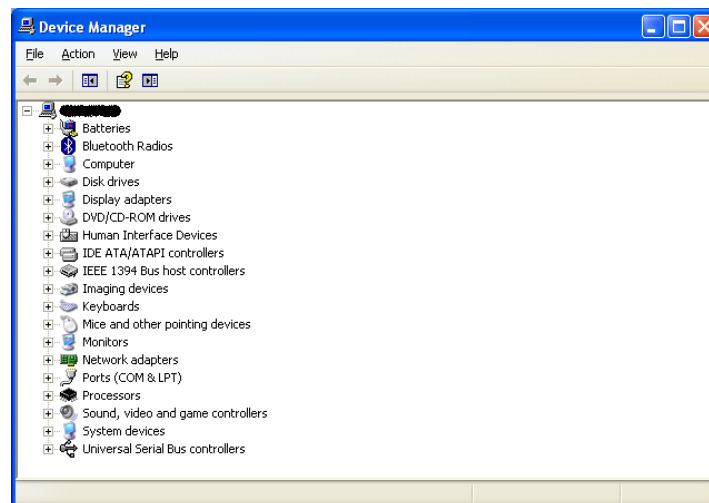 Device Manager
File Action View Help
Batteries
Bluetooth Radios
Computer
Disk drives
Display adapters
DVD/CD-ROM drives
Human Interface Devices
IDE ATA/ATAPI controllers
IEEE 1394 Bus host controllers
Imaging devices
Keyboards
Mice and other pointing devices
Monitors
Network adapters
Ports (COM & LPT)
Processors
Sound, video and game controllers
System devices
Universal Serial Bus controllers